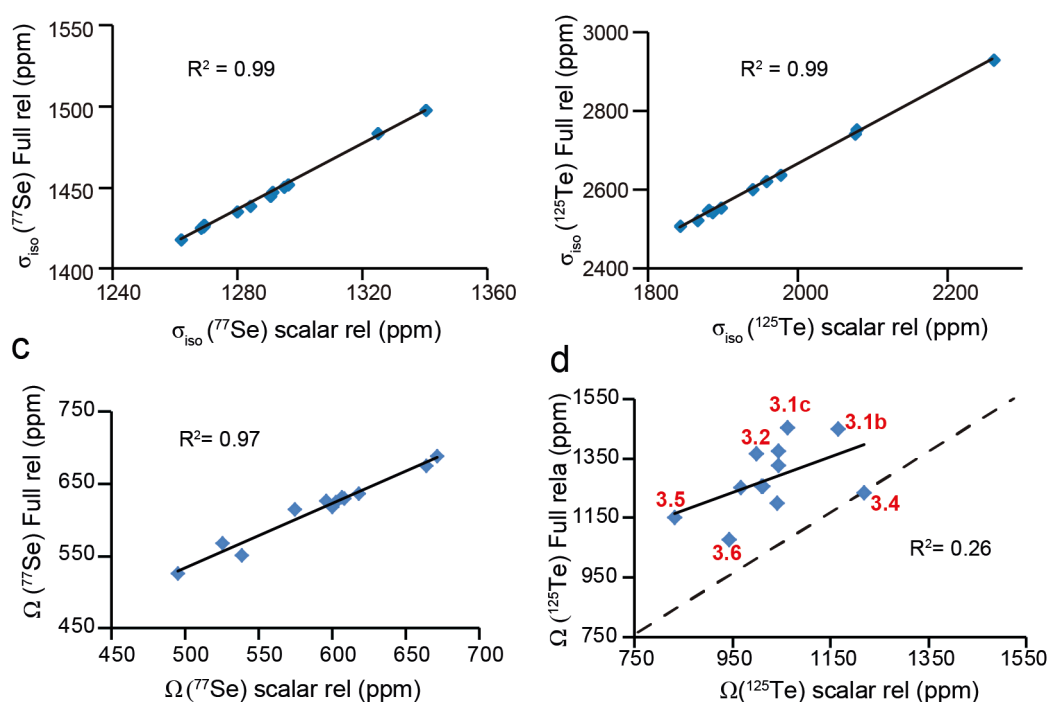 1550
1500
1450
1400
1240
1280
1320
1360
R² = 0.99
σiso (⁷⁷Se) Full rel (ppm)
σiso (⁷⁷Se) scalar rel (ppm)
3000
2800
2600
2400
1800
2000
2200
R² = 0.99
σiso (¹²⁵Te) Full rel (ppm)
σiso (¹²⁵Te) scalar rel (ppm)
c
750
650
550
450
500
550
600
650
700
R²= 0.97
Ω (⁷⁷Se) Full rel (ppm)
Ω (⁷⁷Se) scalar rel (ppm)
d
1550
1350
1150
950
750
750
950
1150
1350
1550
3.1c
3.1b
3.2
3.5
3.4
3.6
R²= 0.26
Ω (¹²⁵Te) Full rela (ppm)
Ω(¹²⁵Te) scalar rel (ppm)